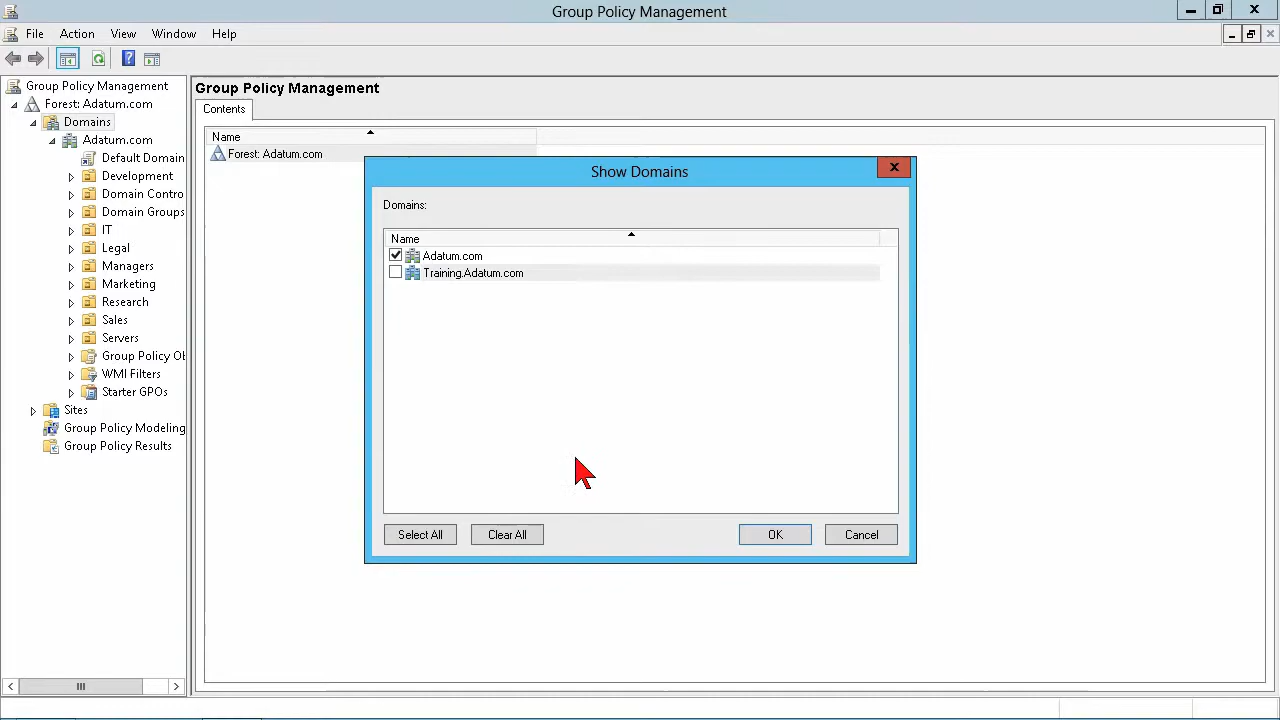 Group Policy Management
File Action View Window Help
Group Policy Management
Forest: Adatum.com
Domains
Adatum.com
Default Domain
Development
Domain Contro
Domain Groups
IT
Legal
Managers
Marketing
Research
Sales
Servers
Group Policy Ob
WMI Filters
Starter GPOs
Sites
Group Policy Modeling
Group Policy Results
Group Policy Management
Contents
Name
Forest: Adatum.com
Show Domains
Domains:
Name
Adatum.com
Training.Adatum.com
Select All
Clear All
OK
Cancel